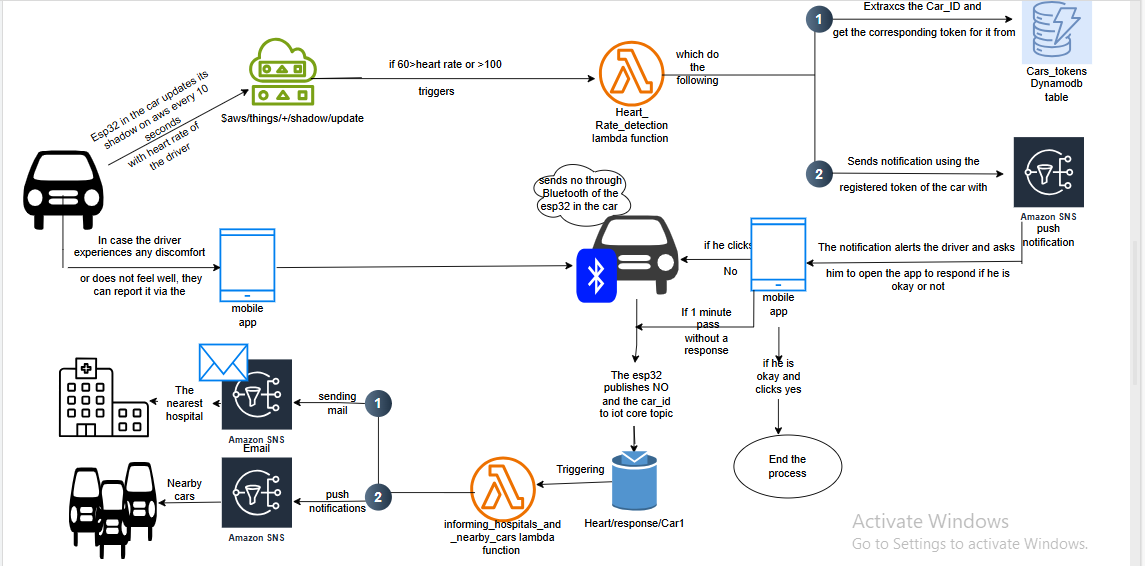 Extraxcs the Car_ID and
1
get the corresponding token for it from
Cars_tokens
Dynamodb
table
Esp32 in the car updates its
shadow on aws every 10
seconds
with heart rate of
the driver
$aws/things/+/shadow/update
if 60>heart rate or >100
triggers
Heart_
Rate_detection
lambda function
which do
the
following
2
Sends notification using the
registered token of the car with
Amazon SNS
push
notification
sends no through
Bluetooth of the
esp32 in the car
In case the driver
experiences any discomfort
or does not feel well, they
can report it via the
mobile
app
if he clicks
No
mobile
app
The notification alerts the driver and asks
him to open the app to respond if he is
okay or not
If 1 minute
pass
without a
response
if he is
okay and
clicks yes
End the
process
The esp32
publishes NO
and the car_id
to iot core topic
Heart/response/Car1
Triggering
informing_hospitals_and
_nearby_cars lambda
function
1
sending
mail
Amazon SNS
Email
The
nearest
hospital
2
push
notifications
Amazon SNS
Nearby
cars
Activate Windows
Go to Settings to activate Windows.